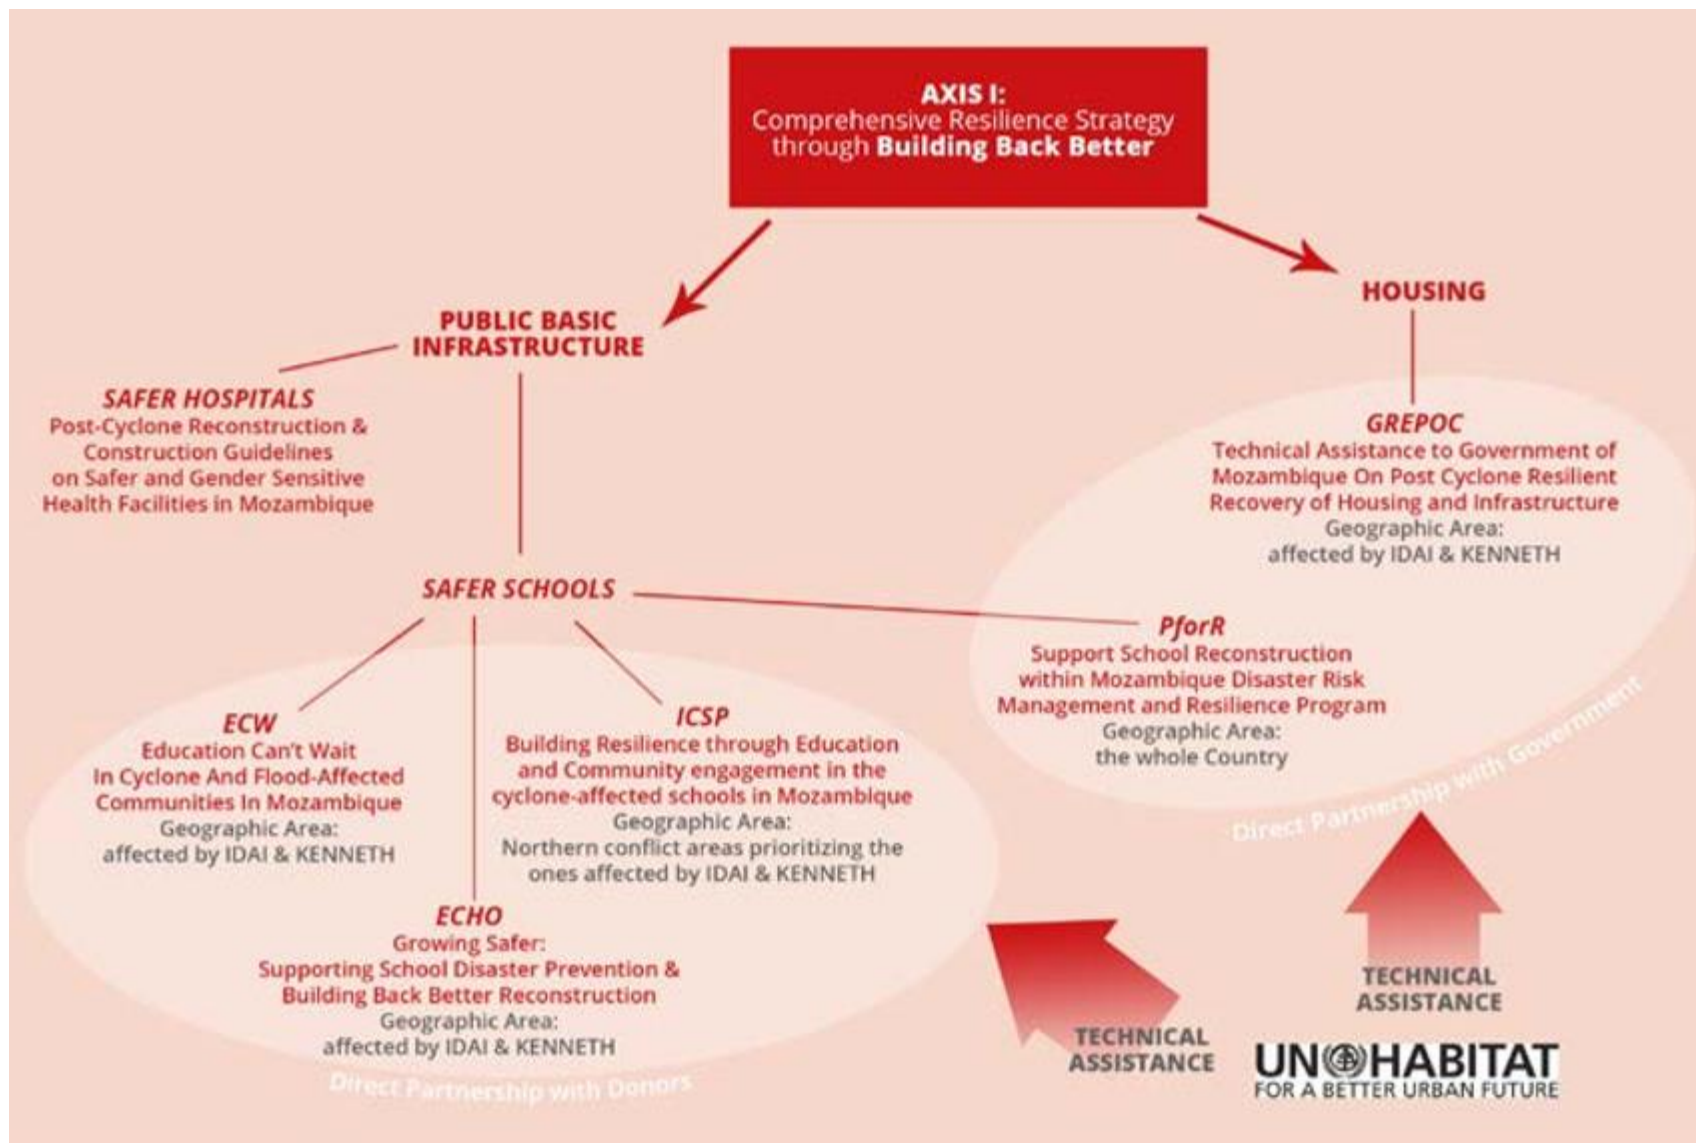 AXIS I:
Comprehensive Resilience Strategy
through Building Back Better
PUBLIC BASIC
INFRASTRUCTURE
HOUSING
SAFER HOSPITALS
Post-Cyclone Reconstruction &
Construction Guidelines
on Safer and Gender Sensitive
Health Facilities in Mozambique
GREPOC
Technical Assistance to Government of
Mozambique On Post Cyclone Resilient
Recovery of Housing and Infrastructure
Geographic Area:
affected by IDAI & KENNETH
SAFER SCHOOLS
PforR
Support School Reconstruction
within Mozambique Disaster Risk
Management and Resilience Program
Geographic Area:
the whole Country
Direct Partnership with Government
ECW
Education Can't Wait
In Cyclone And Flood-Affected
Communities In Mozambique
Geographic Area:
affected by IDAI & KENNETH
ICSP
Building Resilience through Education
and Community engagement in the
cyclone-affected schools in Mozambique
Geographic Area:
Northern conflict areas prioritizing the
ones affected by IDAI & KENNETH
ECHO
Growing Safer:
Supporting School Disaster Prevention &
Building Back Better Reconstruction
Geographic Area:
affected by IDAI & KENNETH
Direct Partnership with Donors
TECHNICAL
ASSISTANCE
TECHNICAL
ASSISTANCE
UN HABITAT
FOR A BETTER URBAN FUTURE